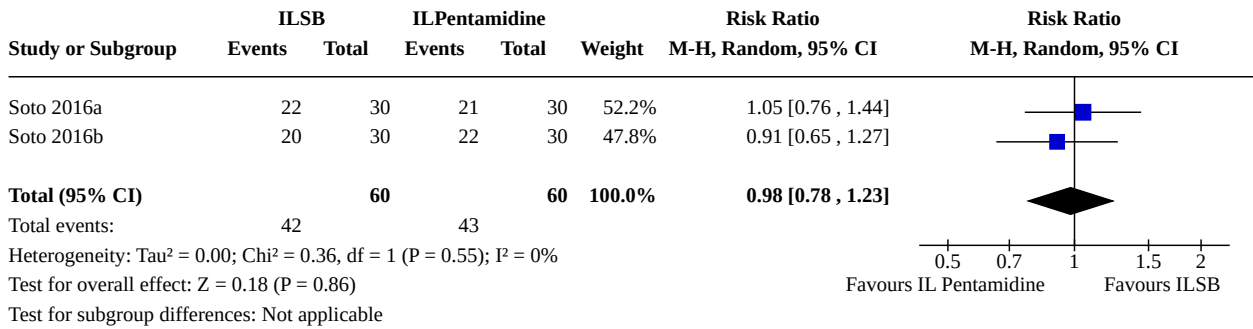 ILSB ILPentamidine Risk Ratio Risk Ratio
Study or Subgroup Events Total Events Total Weight M-H, Random, 95% CI M-H, Random, 95% CI
Soto 2016a 22 30 21 30 52.2% 1.05 [0.76 , 1.44]
Soto 2016b 20 30 22 30 47.8% 0.91 [0.65 , 1.27]
Total (95% CI) 60 60 100.0% 0.98 [0.78 , 1.23]
Total events: 42 43
Heterogeneity: Tau² = 0.00; Chi² = 0.36, df = 1 (P = 0.55); I² = 0%
0.5 0.7 1 1.5 2
Test for overall effect: Z = 0.18 (P = 0.86)
Favours IL Pentamidine Favours ILSB
Test for subgroup differences: Not applicable